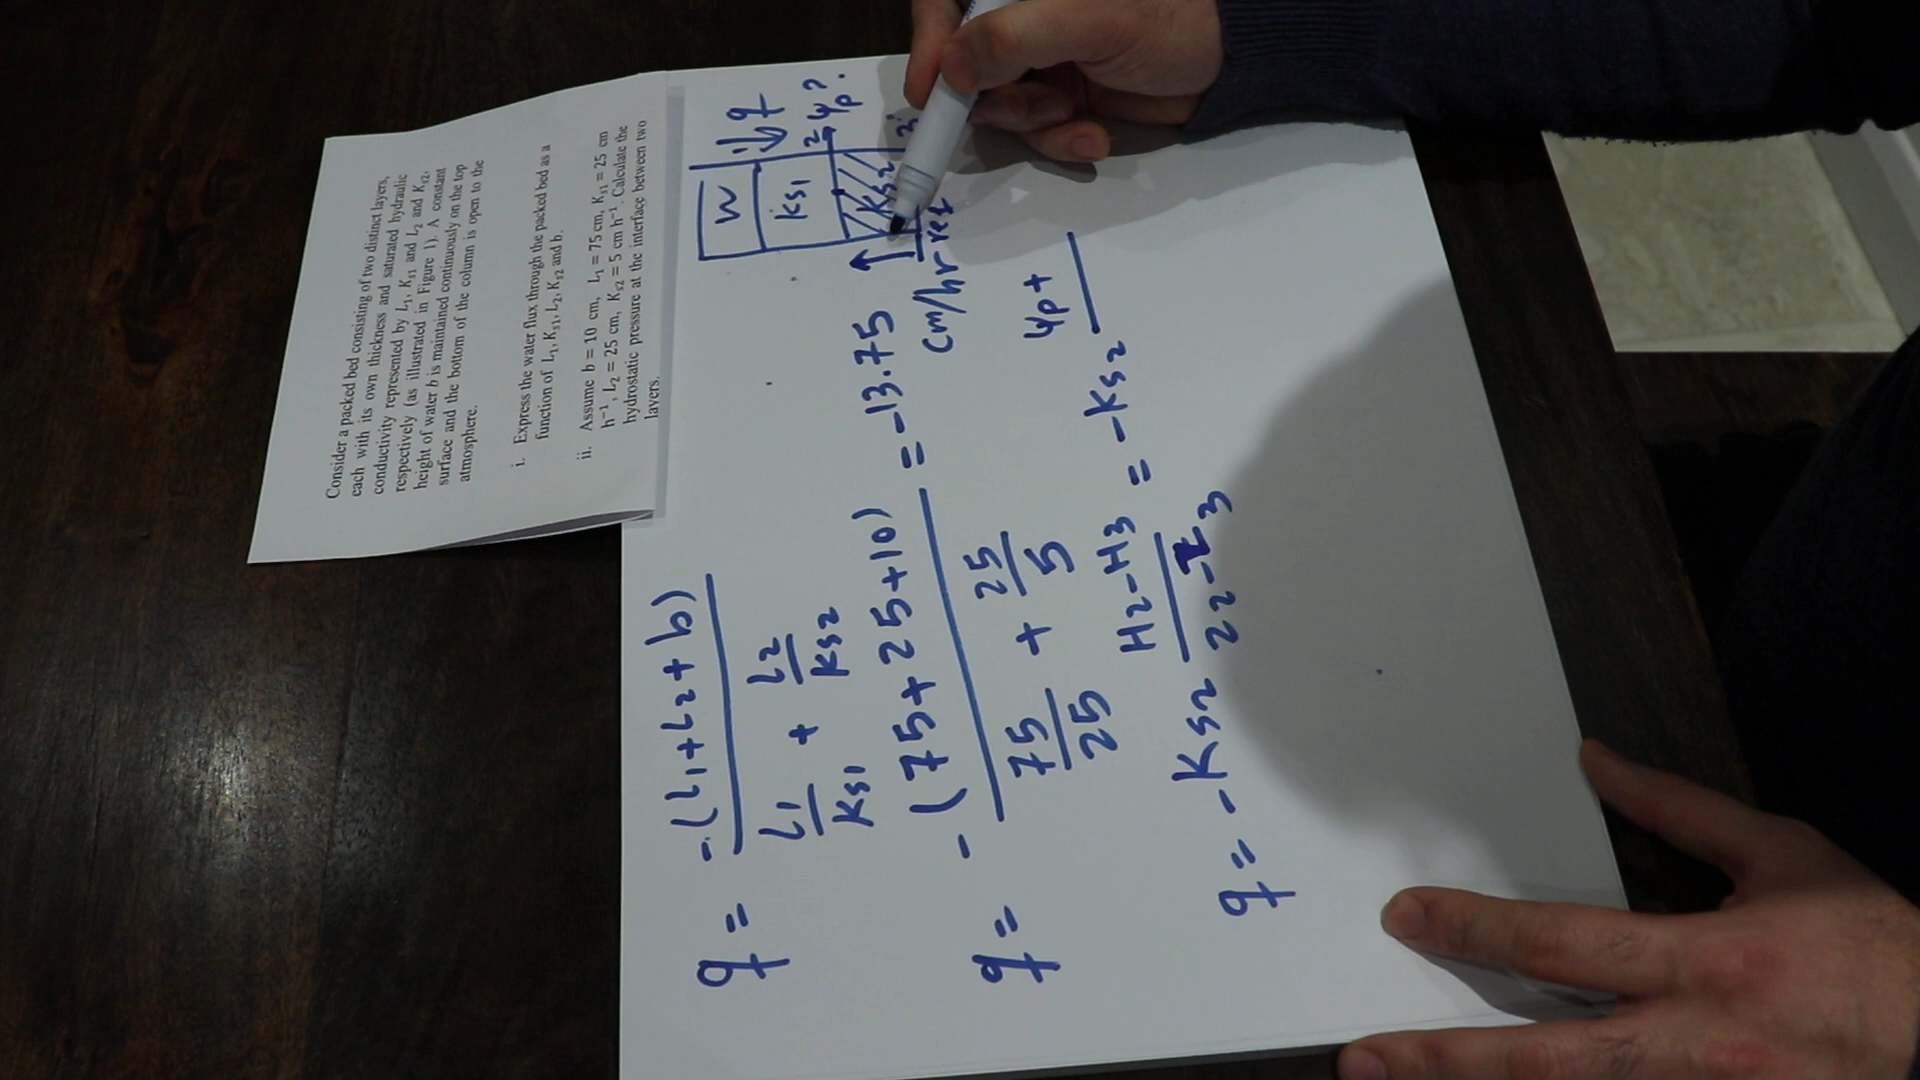 Consider a packed bed consisting of two distinct layers,
each with its own thickness and saturated hydraulic
conductivity represented by L₁, Kₛ₁ and L₂ and Kₛ₂.
respectively (as illustrated in Figure 1). A constant
height of water b is maintained continuously on the top
surface and the bottom of the column is open to the
atmosphere.
i. Express the water flux through the packed bed as a
function of L₁, Kₛ₁, L₂, Kₛ₂ and b.
ii. Assume b = 10 cm, L₁ = 75 cm, Kₛ₁ = 25 cm
h⁻¹, L₂ = 25 cm, Kₛ₂ = 5 cm h⁻¹. Calculate the
hydrostatic pressure at the interface between two
layers.
W
1
q
Ks1
2 → Ψp?
Ks2
3
ref
q = -(L1+L2+b) / (L1/Ks1 + L2/Ks2)
q = -(75+25+10) / (75/25 + 25/5) = -13.75 cm/hr
q = -Ks2 (H2-H3)/(Z2-Z3) = -Ks2 Ψp+